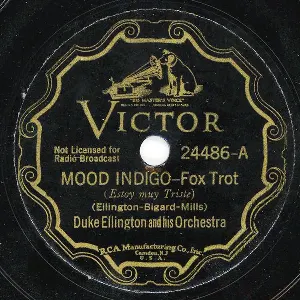 "HIS MASTER'S VOICE"
VICTOR
Not Licensed for
Radio Broadcast
24486-A
MOOD INDIGO-Fox Trot
(Estoy muy Triste)
(Ellington-Bigard-Mills)
Duke Ellington and his Orchestra
RCA Manufacturing Co., Inc.
Camden, N.J.
U.S.A.